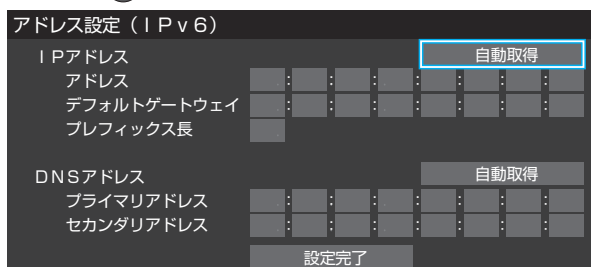 アドレス設定(IPv6)
IPアドレス 自動取得
アドレス : : : : : : :
デフォルトゲートウェイ : : : : : : :
プレフィックス長
DNSアドレス 自動取得
プライマリアドレス : : : : : : :
セカンダリアドレス : : : : : : :
設定完了